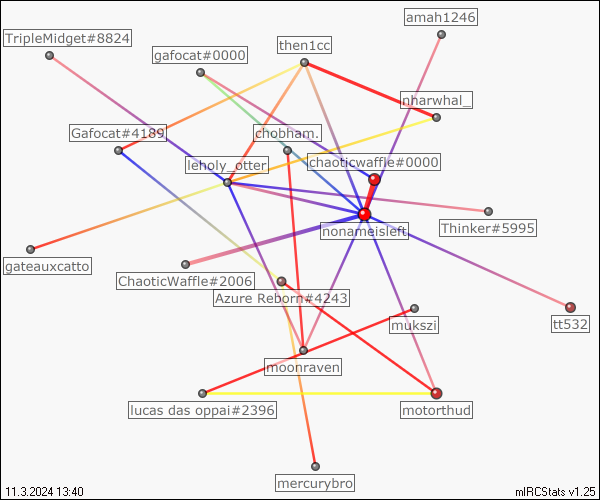 amah1246
TripleMidget#8824
then1cc
gafocat#0000
nharwhal_
Gafocat#4189
chobham.
leholy_otter
chaoticwaffle#0000
nonameisleft
Thinker#5995
gateauxcatto
ChaoticWaffle#2006
Azure Reborn#4243
mukszi
tt532
moonraven
lucas das oppai#2396
motorthud
mercurybro
11.3.2024 13:40
mIRCStats v1.25